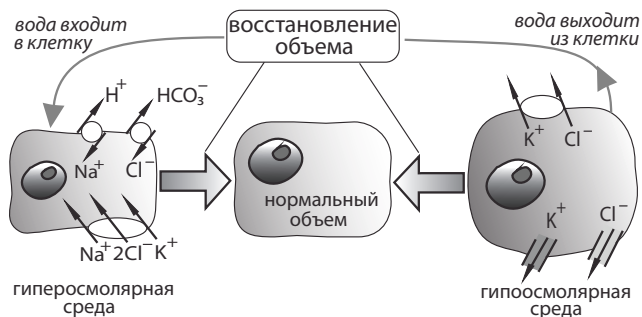 вода входит
в клетку
восстановление
объема
вода выходит
из клетки
H⁺
HCO₃⁻
Na⁺
Cl⁻
Na⁺ 2Cl⁻ K⁺
гиперосмолярная
среда
нормальный
объем
K⁺
Cl⁻
K⁺
Cl⁻
гипоосмолярная
среда